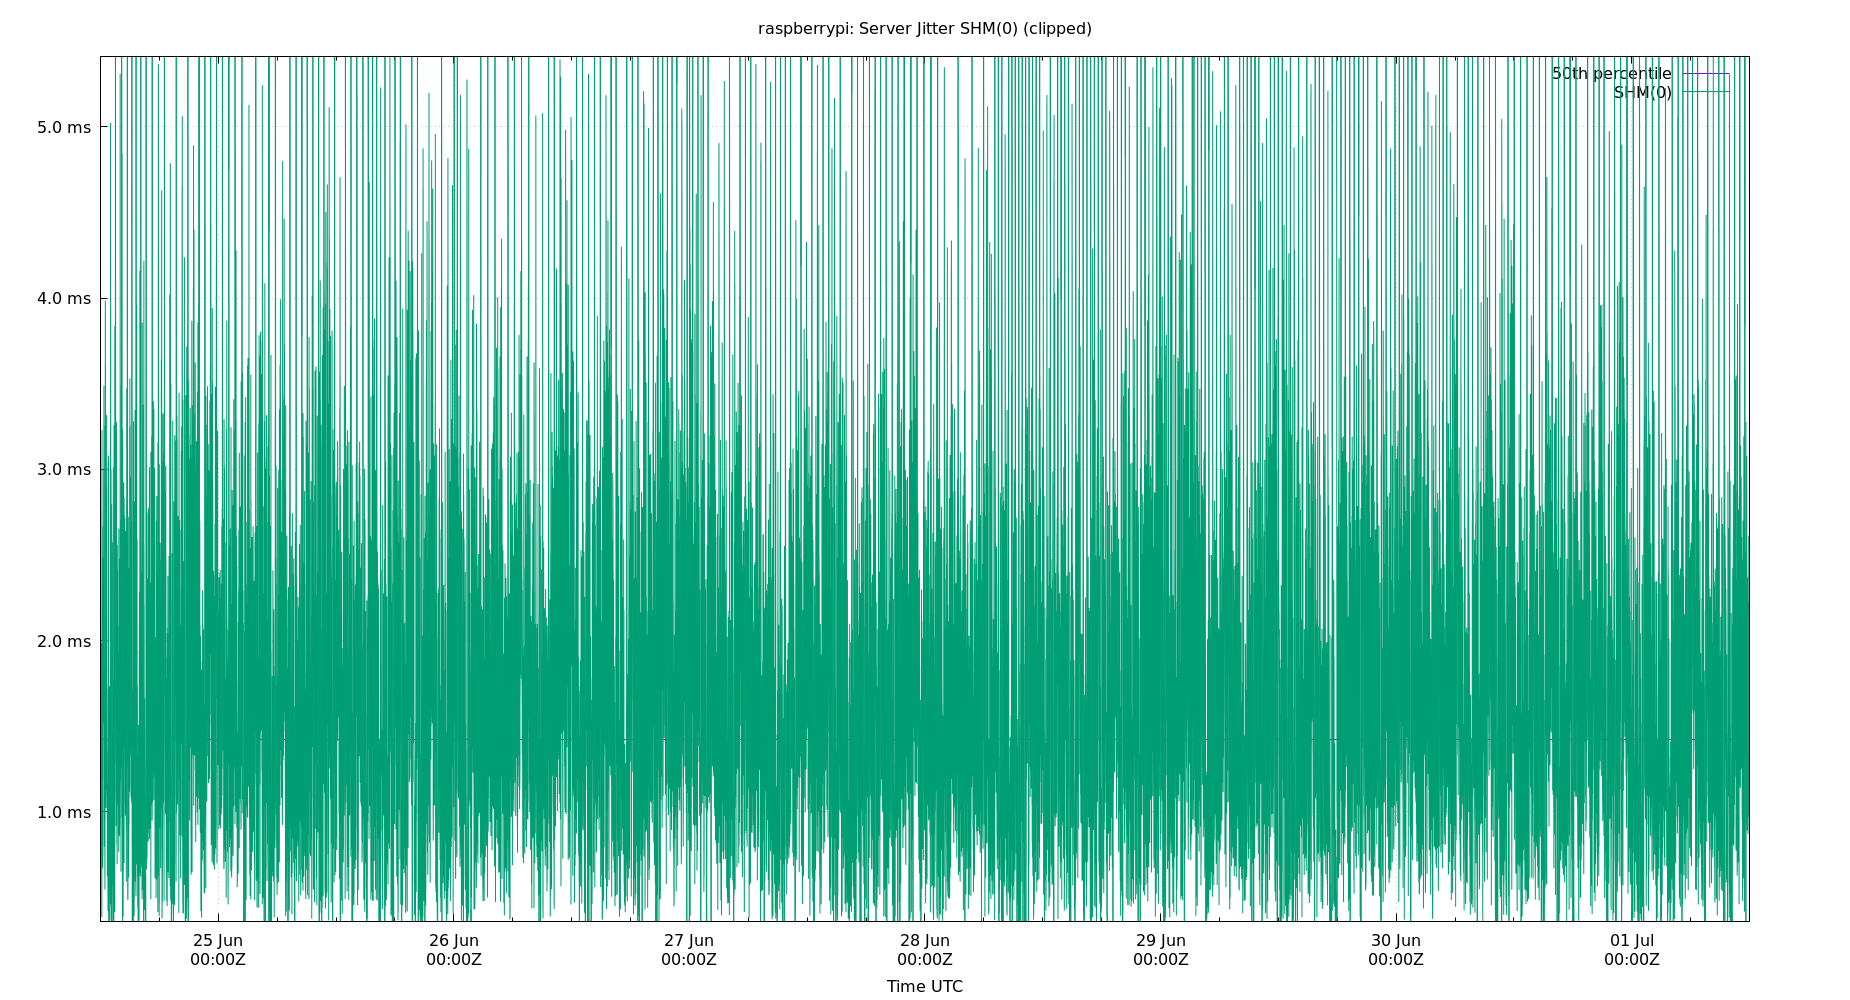 raspberrypi: Server Jitter SHM(0) (clipped)
50th percentile
SHM(0)
5.0 ms
4.0 ms
3.0 ms
2.0 ms
1.0 ms
25 Jun
00:00Z
26 Jun
00:00Z
27 Jun
00:00Z
28 Jun
00:00Z
29 Jun
00:00Z
30 Jun
00:00Z
01 Jul
00:00Z
Time UTC